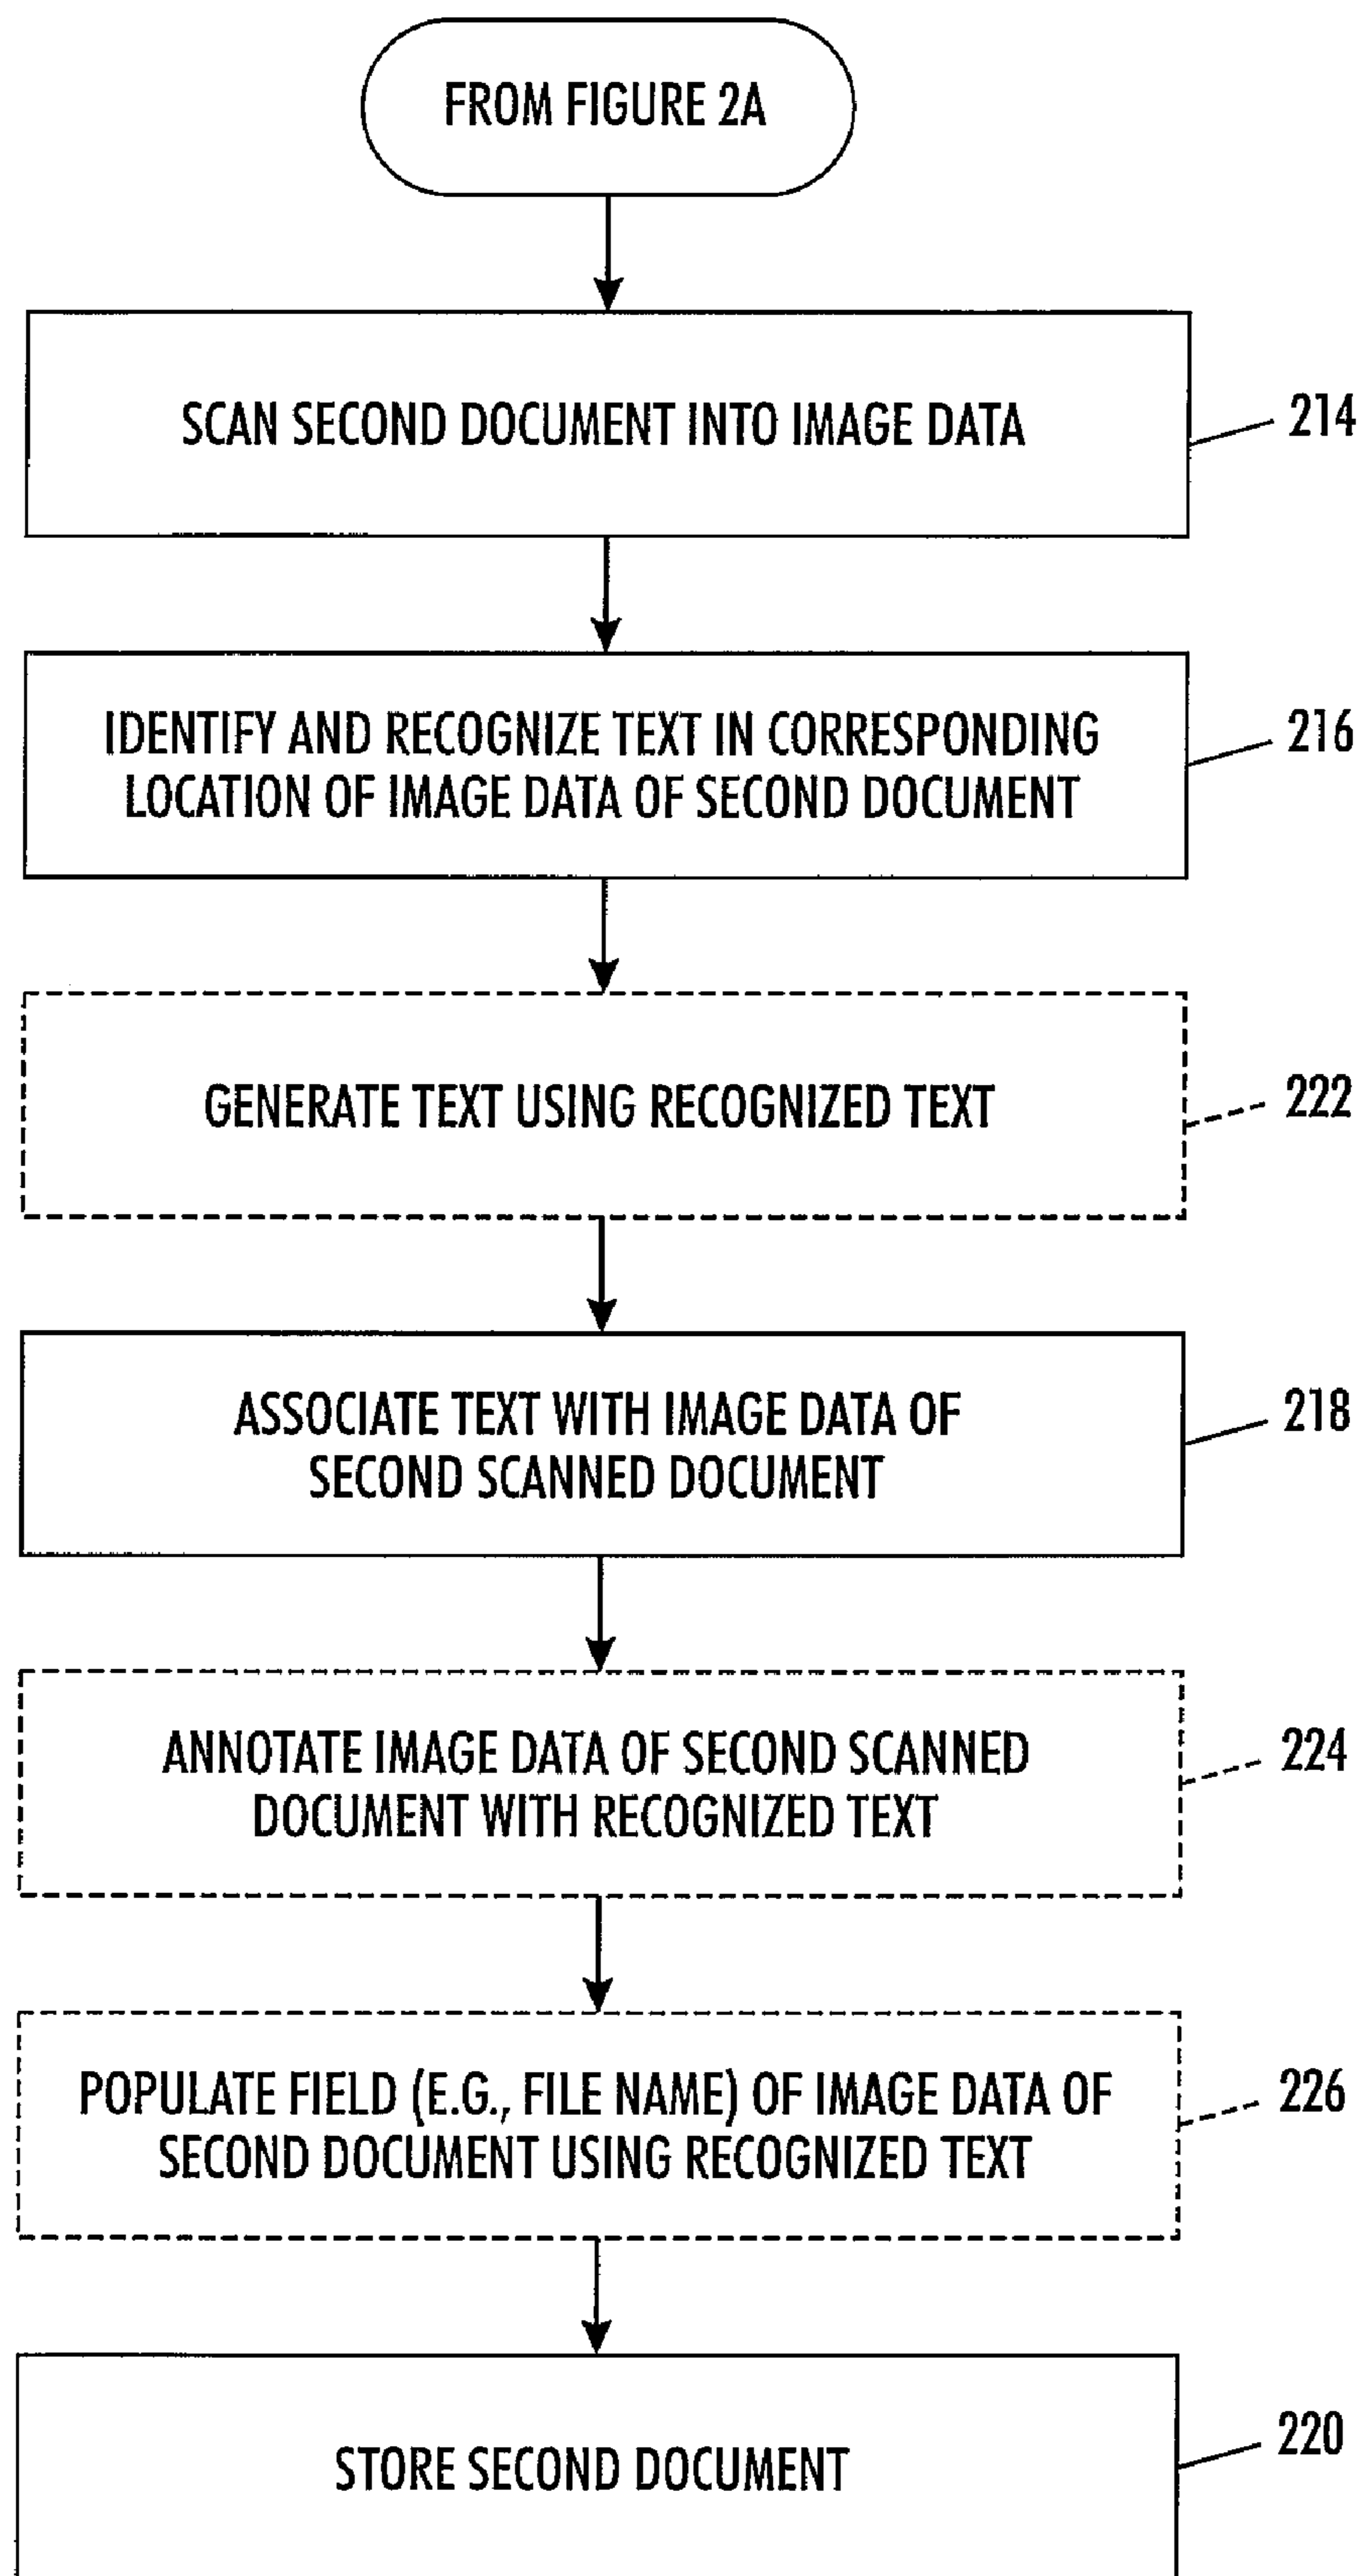 FROM FIGURE 2A
SCAN SECOND DOCUMENT INTO IMAGE DATA
214
IDENTIFY AND RECOGNIZE TEXT IN CORRESPONDING
LOCATION OF IMAGE DATA OF SECOND DOCUMENT
216
GENERATE TEXT USING RECOGNIZED TEXT
222
ASSOCIATE TEXT WITH IMAGE DATA OF
SECOND SCANNED DOCUMENT
218
ANNOTATE IMAGE DATA OF SECOND SCANNED
DOCUMENT WITH RECOGNIZED TEXT
224
POPULATE FIELD (E.G., FILE NAME) OF IMAGE DATA OF
SECOND DOCUMENT USING RECOGNIZED TEXT
226
STORE SECOND DOCUMENT
220